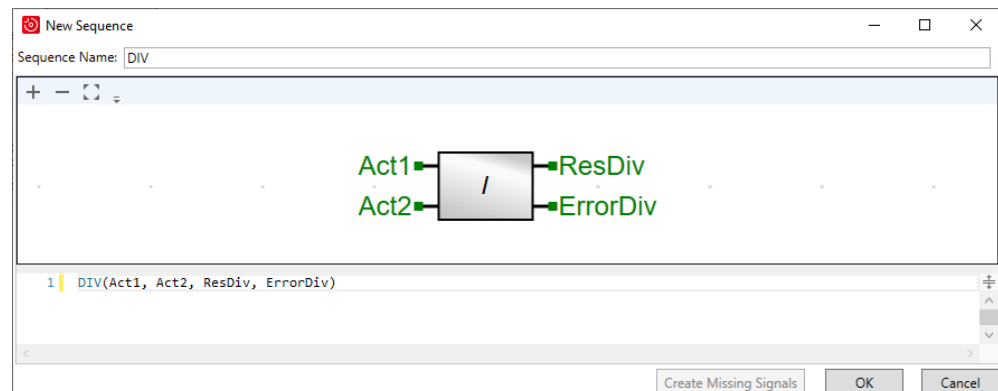 New Sequence
Sequence Name: DIV
Act1 / ResDiv
Act2 ErrorDiv
1 DIV(Act1, Act2, ResDiv, ErrorDiv)
Create Missing Signals OK Cancel